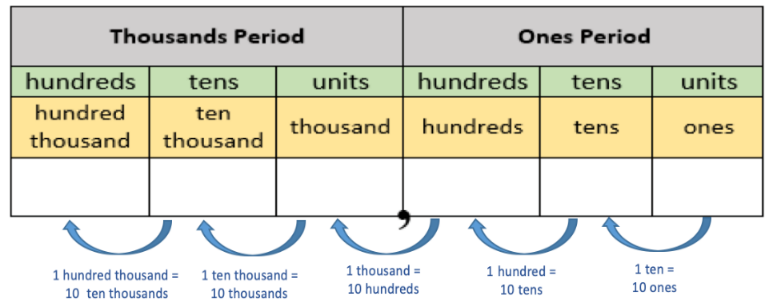 Thousands Period Ones Period
hundreds tens units hundreds tens units
hundred thousand ten thousand thousand hundreds tens ones
,
1 hundred thousand =
10 ten thousands
1 ten thousand =
10 thousands
1 thousand =
10 hundreds
1 hundred =
10 tens
1 ten =
10 ones